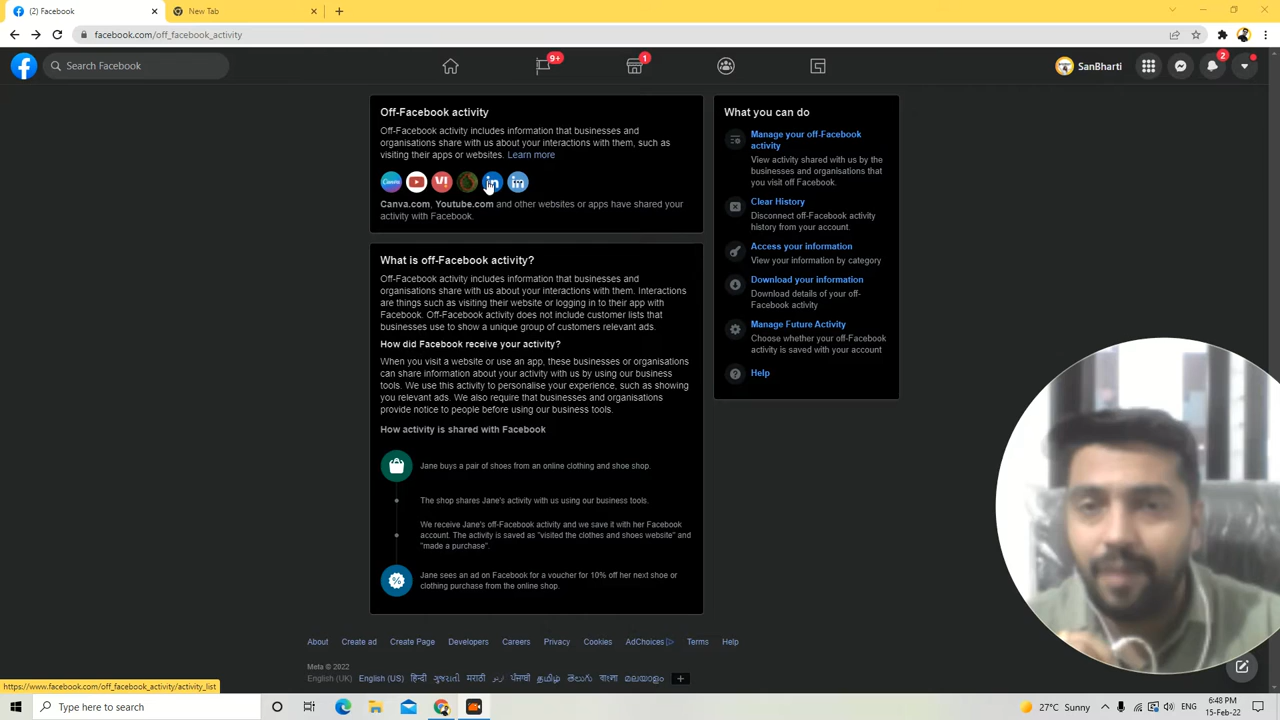 (2) Facebook
New Tab
facebook.com/off_facebook_activity
Search Facebook
9+
1
SanBharti
2
Off-Facebook activity
Off-Facebook activity includes information that businesses and
organisations share with us about your interactions with them, such as
visiting their apps or websites. Learn more
Canva
V!
in
im
Canva.com, Youtube.com and other websites or apps have shared your
activity with Facebook.
What is off-Facebook activity?
Off-Facebook activity includes information that businesses and
organisations share with us about your interactions with them. Interactions
are things such as visiting their website or logging in to their app with
Facebook. Off-Facebook activity does not include customer lists that
businesses use to show a unique group of customers relevant ads.
How did Facebook receive your activity?
When you visit a website or use an app, these businesses or organisations
can share information about your activity with us by using our business
tools. We use this activity to personalise your experience, such as showing
you relevant ads. We also require that businesses and organisations
provide notice to people before using our business tools.
How activity is shared with Facebook
Jane buys a pair of shoes from an online clothing and shoe shop.
The shop shares Jane's activity with us using our business tools.
We receive Jane's off-Facebook activity and we save it with her Facebook
account. The activity is saved as "visited the clothes and shoes website" and
"made a purchase".
Jane sees an ad on Facebook for a voucher for 10% off her next shoe or
clothing purchase from the online shop.
What you can do
Manage your off-Facebook
activity
View activity shared with us by the
businesses and organisations that
you visit off Facebook.
Clear History
Disconnect off-Facebook activity
history from your account.
Access your information
View your information by category
Download your information
Download details of your off-
Facebook activity
Manage Future Activity
Choose whether your off-Facebook
activity is saved with your account
Help
About Create ad Create Page Developers Careers Privacy Cookies AdChoices Terms Help
Meta © 2022
English (UK) English (US) हिन्दी ગુજરાતી मराठी اردو ਪੰਜਾਬੀ தமிழ் తెలుగు বাংলা മലയാളം +
https://www.facebook.com/off_facebook_activity/activity_list
Type here to search
27°C Sunny
6:48 PM
15-Feb-22